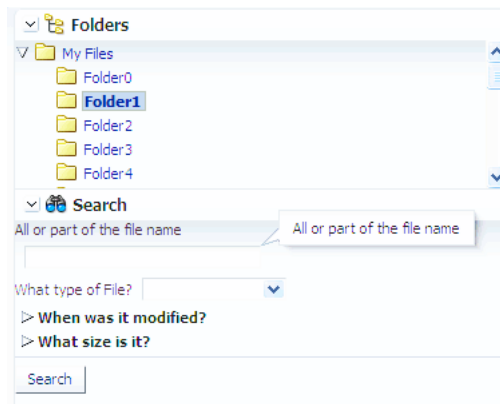 Folders
My Files
Folder0
Folder1
Folder2
Folder3
Folder4
Search
All or part of the file name
All or part of the file name
What type of File?
When was it modified?
What size is it?
Search